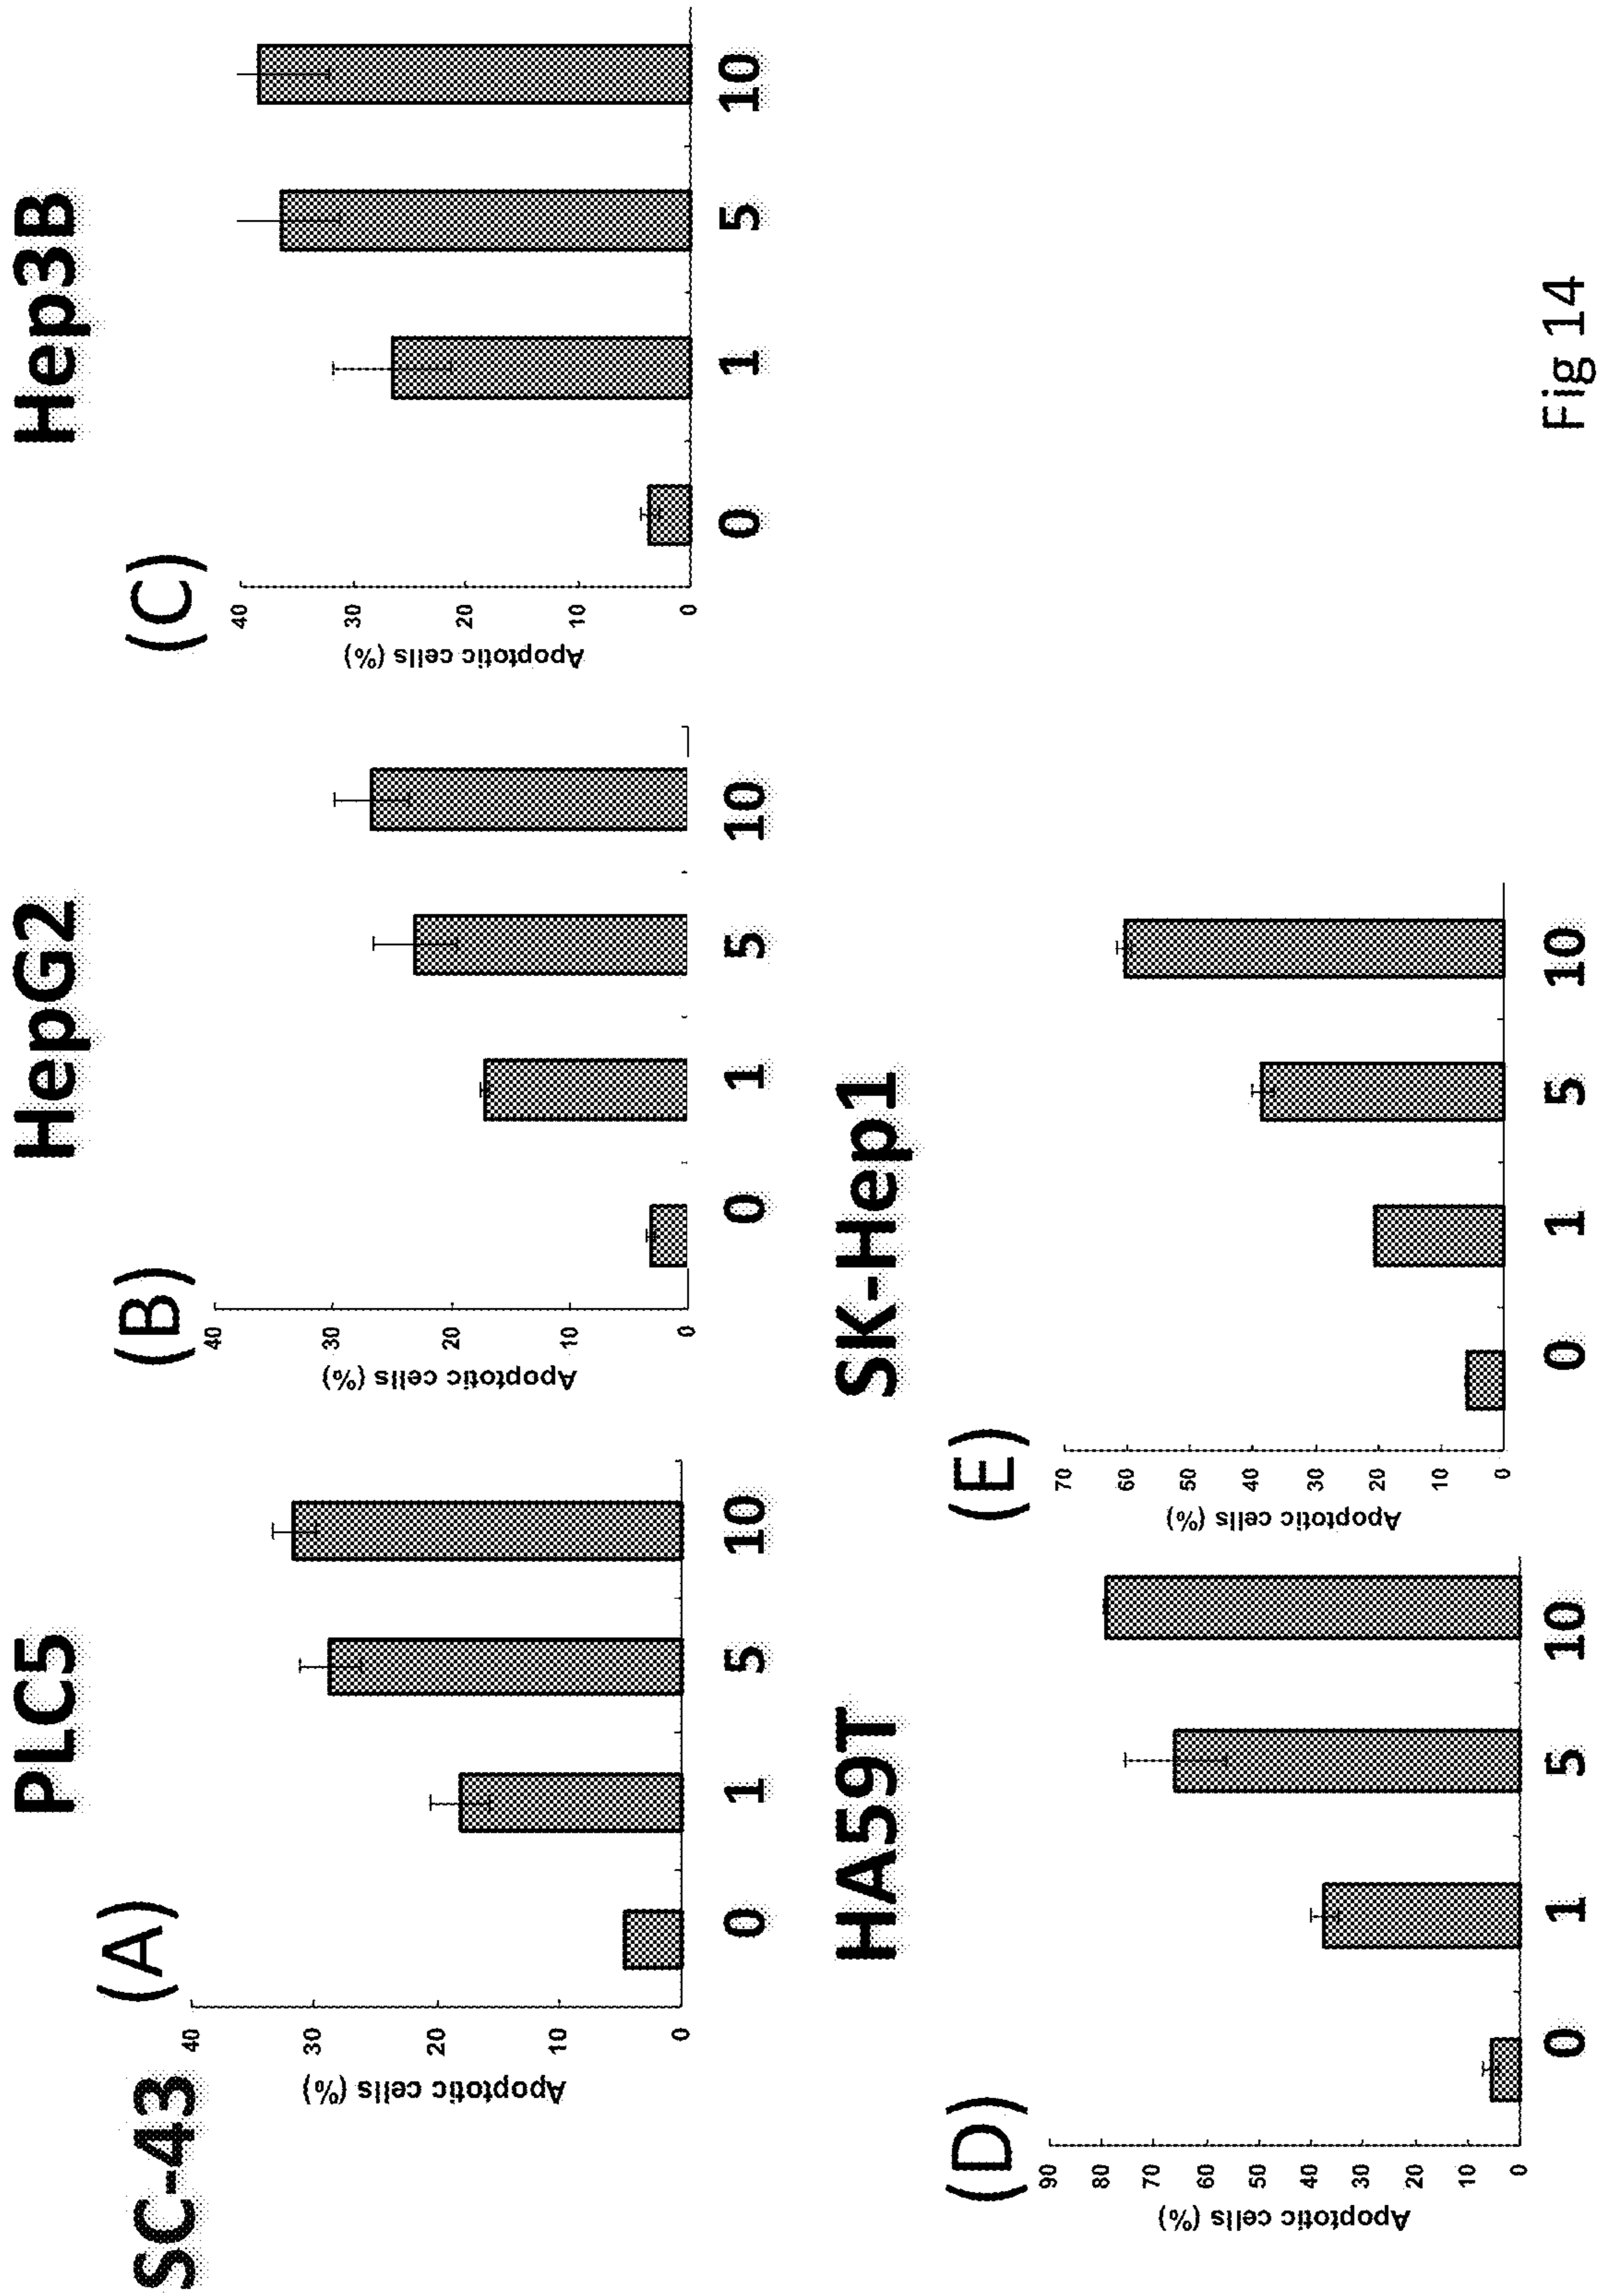 SC-43
PLC5
(A)
Apoptotic cells (%)
40
30
20
10
0
0 1 5 10
HepG2
(B)
Apoptotic cells (%)
40
30
20
10
0
0 1 5 10
Hep3B
(C)
Apoptotic cells (%)
40
30
20
10
0
0 1 5 10
HA59T
(D)
Apoptotic cells (%)
90
80
70
60
50
40
30
20
10
0
0 1 5 10
SK-Hep1
(E)
Apoptotic cells (%)
70
60
50
40
30
20
10
0
0 1 5 10
Fig 14